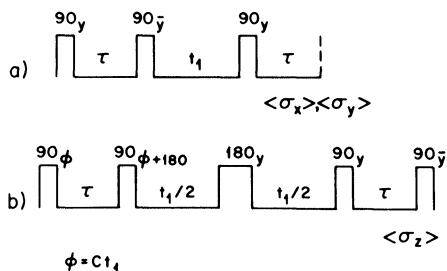 90y 90ȳ 90y
a) τ t₁ τ
<σx>,<σy>
90ϕ 90ϕ+180 180y 90y 90ȳ
b) τ t₁/2 t₁/2 τ
<σz>
ϕ = Ct₁